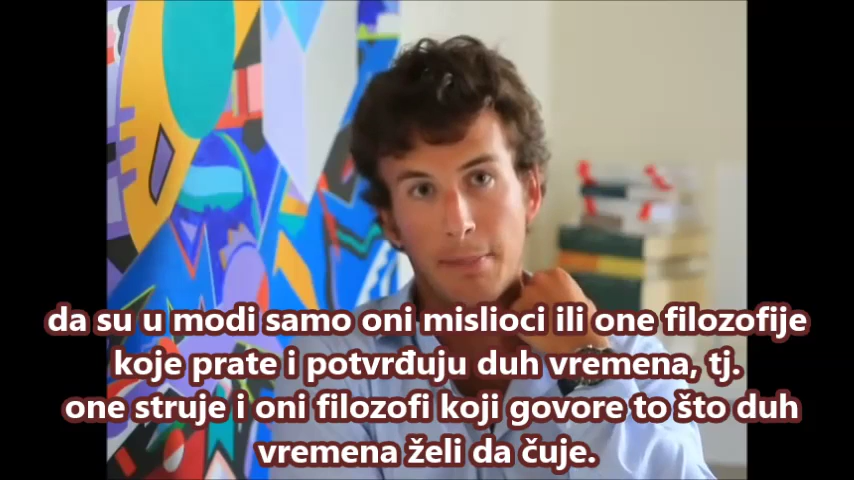 da su u modi samo oni mislioci ili one filozofije
koje prate i potvrđuju duh vremena, tj.
one struje i oni filozofi koji govore to što duh
vremena želi da čuje.